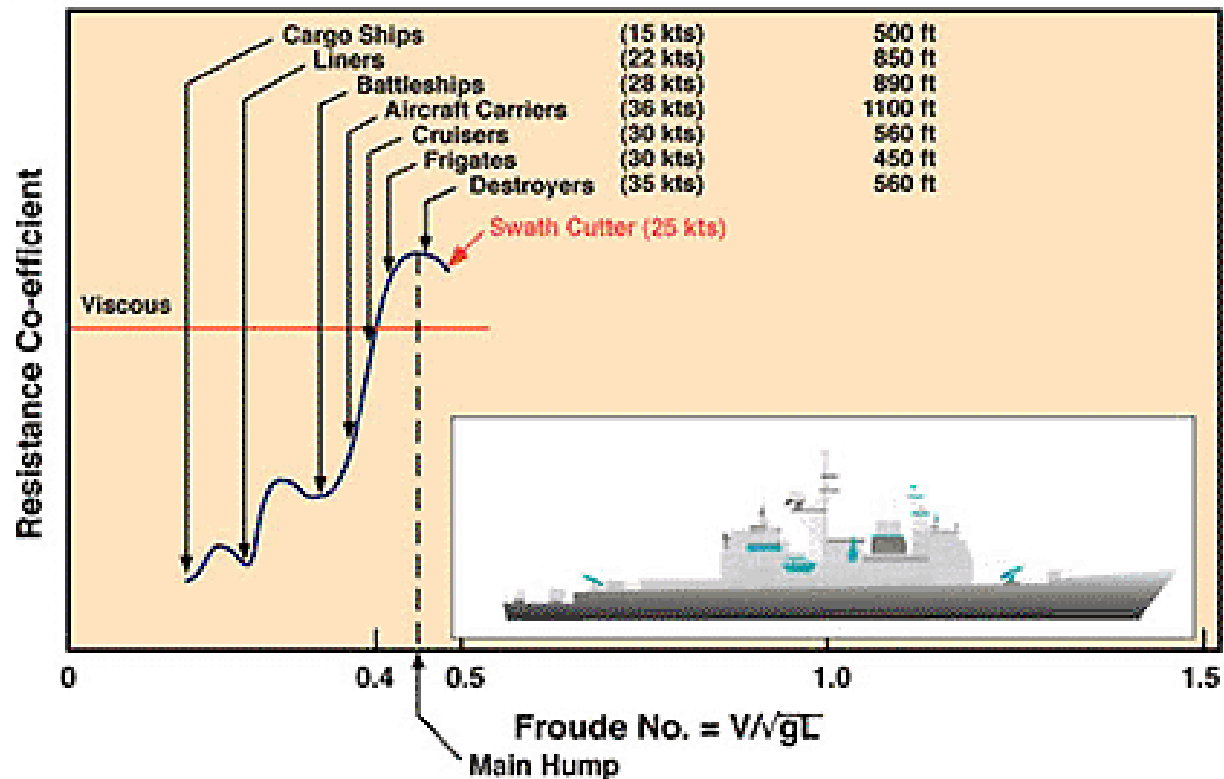 Cargo Ships (15 kts) 500 ft
Liners (22 kts) 850 ft
Battleships (28 kts) 890 ft
Aircraft Carriers (36 kts) 1100 ft
Cruisers (30 kts) 560 ft
Frigates (30 kts) 450 ft
Destroyers (35 kts) 560 ft
Swath Cutter (25 kts)
Viscous
Resistance Co-efficient
0 0.4 0.5 1.0 1.5
Froude No. = V/√gL
Main Hump